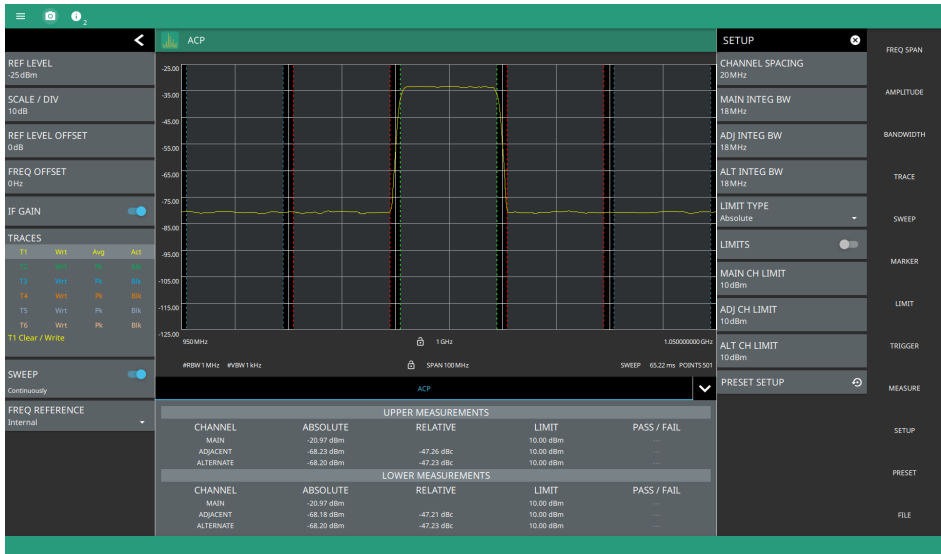 2
ACP
SETUP
REF LEVEL
-25 dBm
SCALE / DIV
10 dB
REF LEVEL OFFSET
0 dB
FREQ OFFSET
0 Hz
IF GAIN
TRACES
T1 Wrt Avg Act
T2 Wrt Pk Blk
T3 Wrt Pk Blk
T4 Wrt Pk Blk
T5 Wrt Pk Blk
T6 Wrt Pk Blk
T1 Clear / Write
SWEEP
Continuously
FREQ REFERENCE
Internal
-25.00
-35.00
-45.00
-55.00
-65.00
-75.00
-85.00
-95.00
-105.00
-115.00
-125.00
950 MHz 1 GHz 1.050000000 GHz
#RBW 1 MHz #VBW 1 kHz SPAN 100 MHz SWEEP 65.22 ms POINTS 501
ACP
UPPER MEASUREMENTS
CHANNEL ABSOLUTE RELATIVE LIMIT PASS / FAIL
MAIN -20.97 dBm 10.00 dBm ---
ADJACENT -68.23 dBm -47.26 dBc 10.00 dBm ---
ALTERNATE -68.20 dBm -47.23 dBc 10.00 dBm ---
LOWER MEASUREMENTS
CHANNEL ABSOLUTE RELATIVE LIMIT PASS / FAIL
MAIN -20.97 dBm 10.00 dBm ---
ADJACENT -68.18 dBm -47.21 dBc 10.00 dBm ---
ALTERNATE -68.20 dBm -47.23 dBc 10.00 dBm ---
CHANNEL SPACING
20 MHz
MAIN INTEG BW
18 MHz
ADJ INTEG BW
18 MHz
ALT INTEG BW
18 MHz
LIMIT TYPE
Absolute
LIMITS
MAIN CH LIMIT
10 dBm
ADJ CH LIMIT
10 dBm
ALT CH LIMIT
10 dBm
PRESET SETUP
FREQ SPAN
AMPLITUDE
BANDWIDTH
TRACE
SWEEP
MARKER
LIMIT
TRIGGER
MEASURE
SETUP
PRESET
FILE